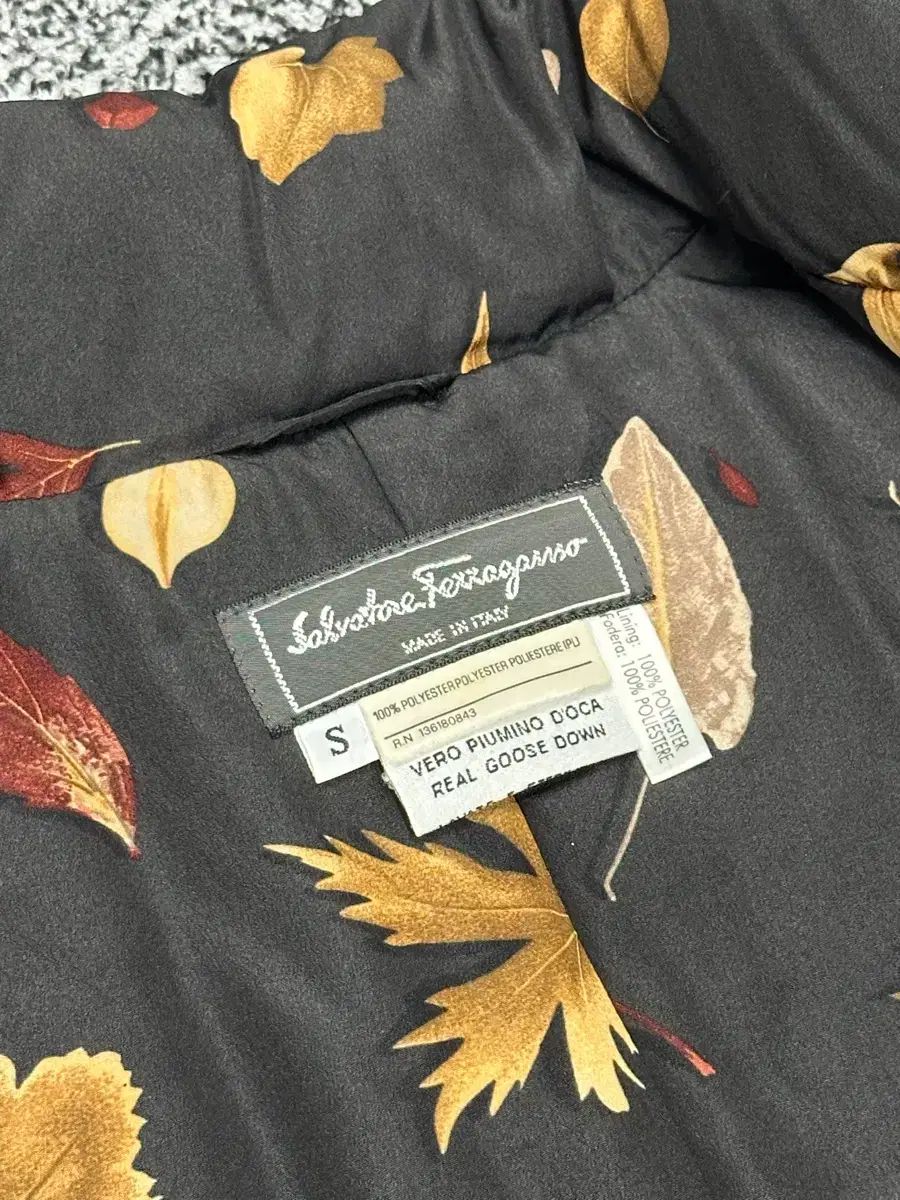 Salvatore Ferragamo
MADE IN ITALY
S
100% POLYESTER POLYESTER POLIESTERE (PL)
R.N 136180843
VERO PIUMINO D'OCA
REAL GOOSE DOWN
Lining: 100% POLYESTER
Fodera: 100% POLIESTERE